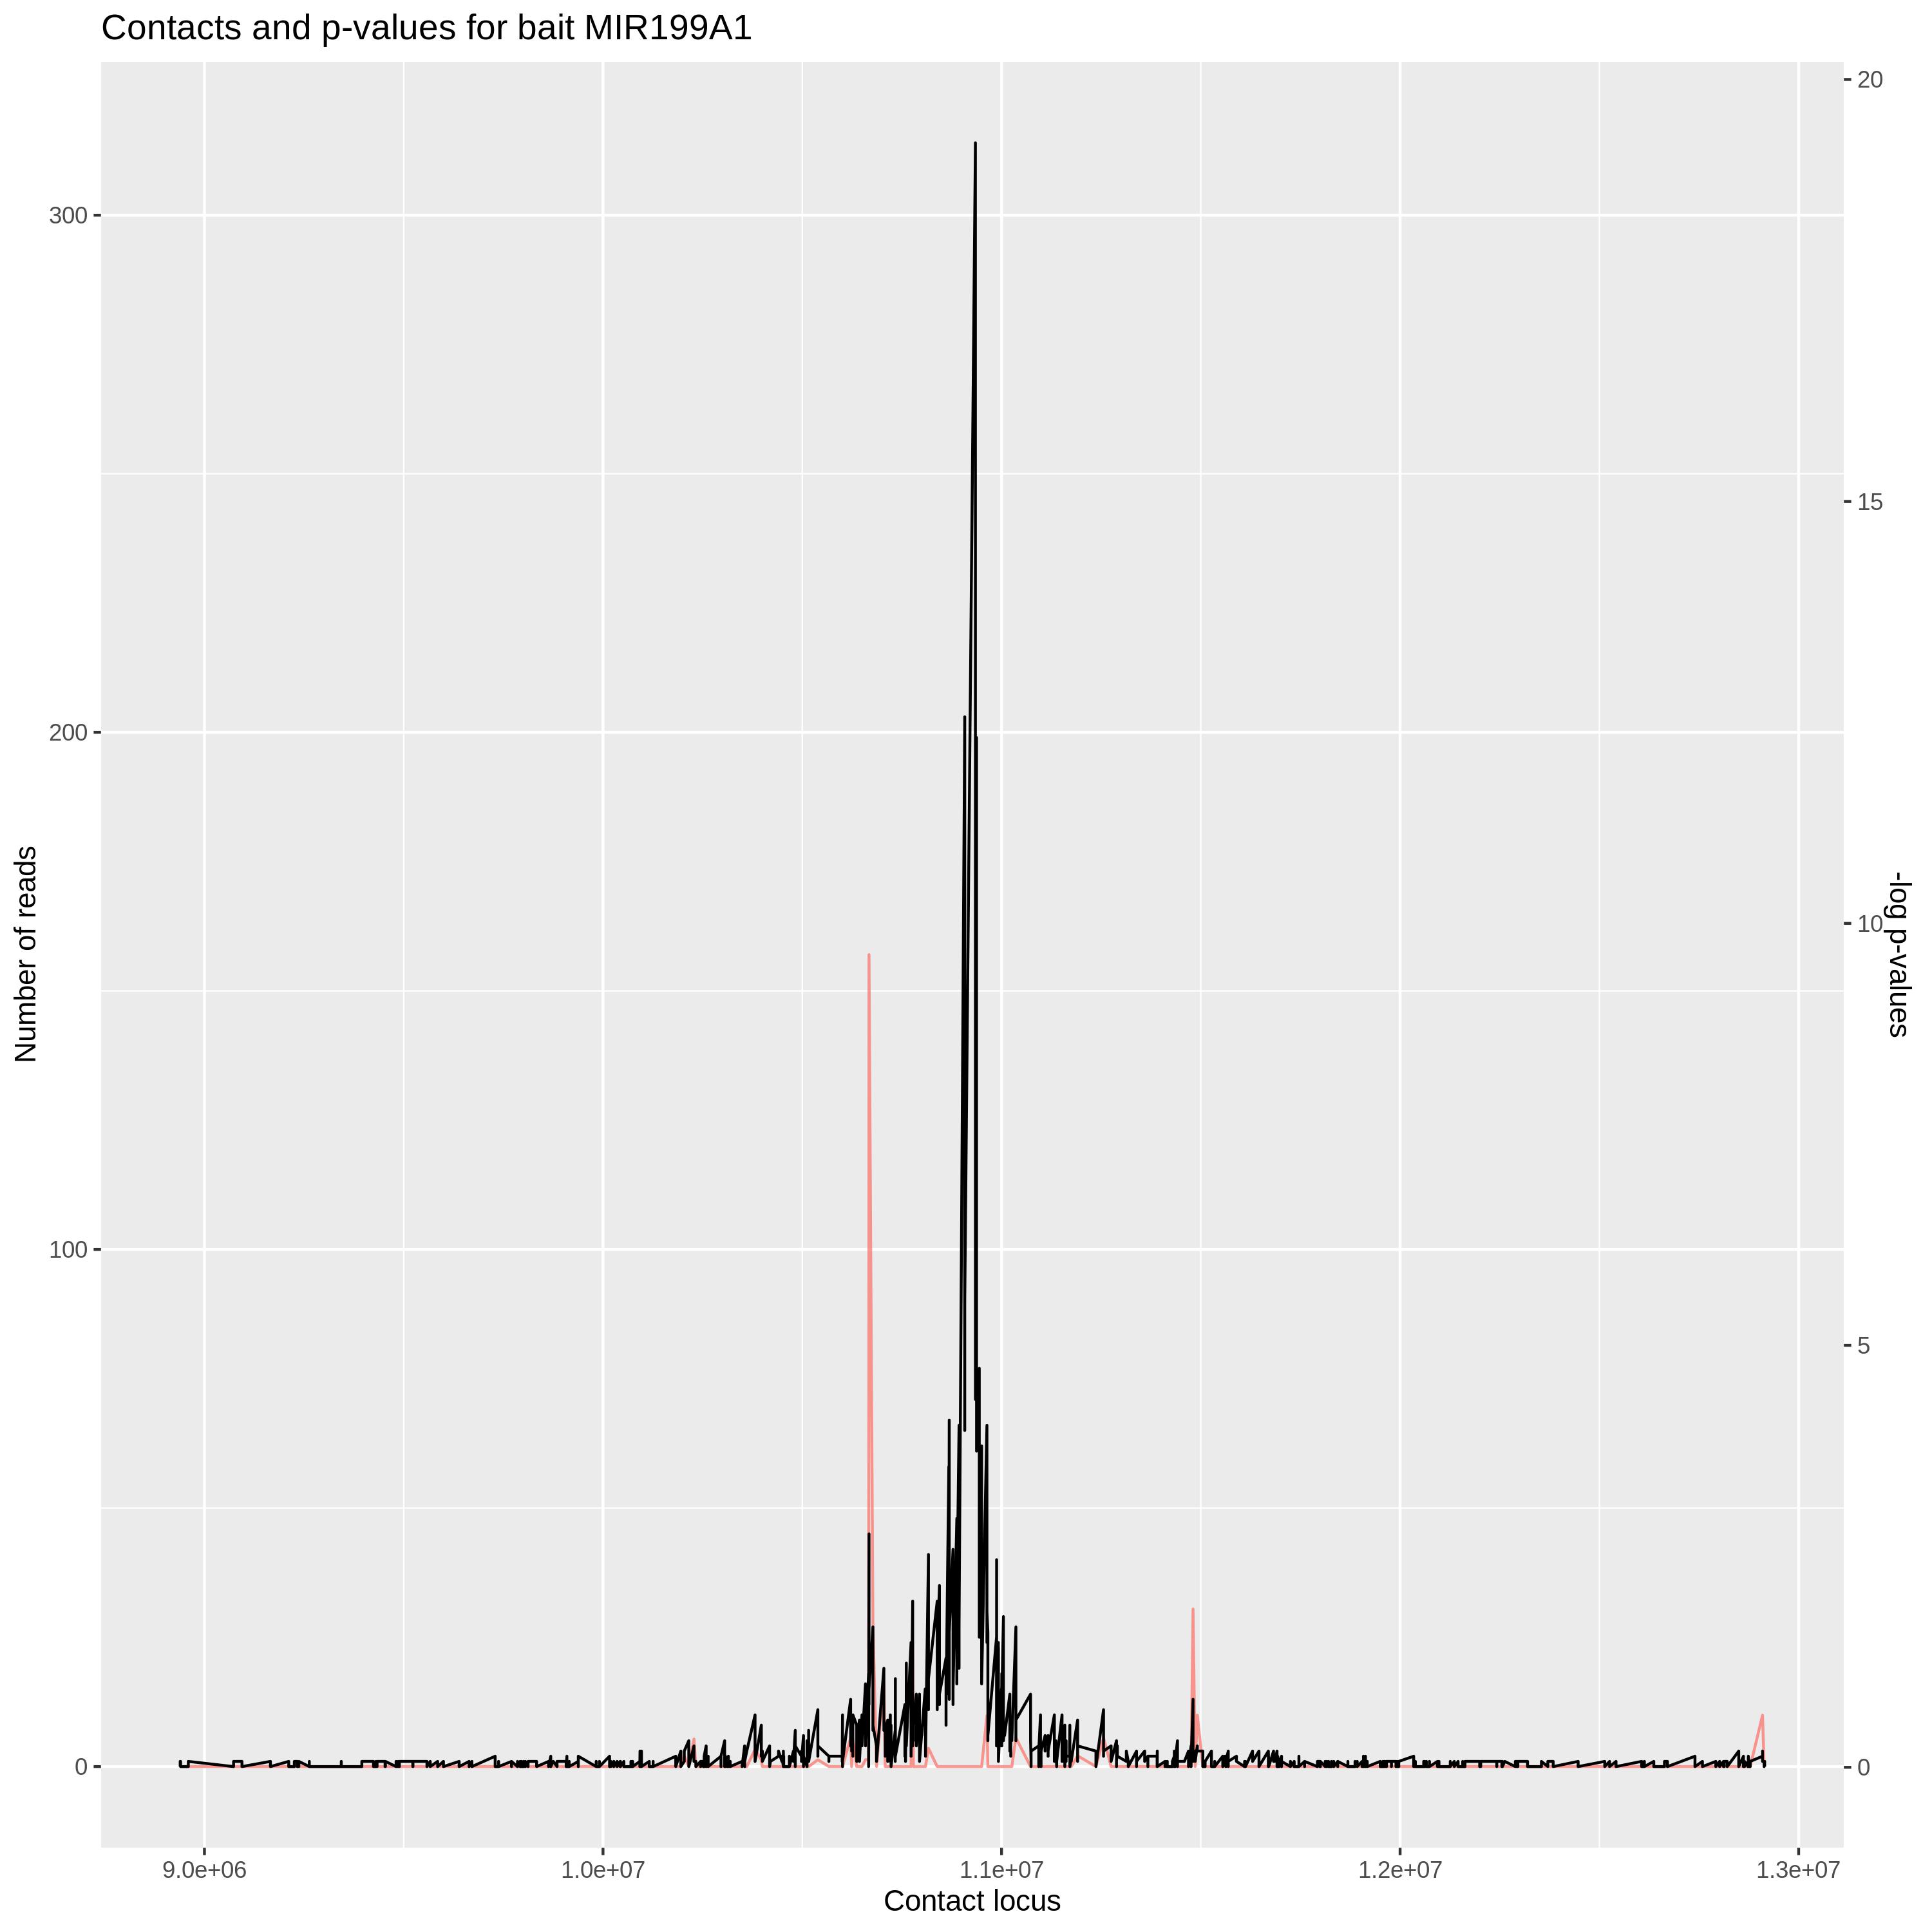 Contacts and p-values for bait MIR199A1
300
200
100
0
Number of reads
20
15
10
5
0
-log p-values
9.0e+06
1.0e+07
1.1e+07
1.2e+07
1.3e+07
Contact locus